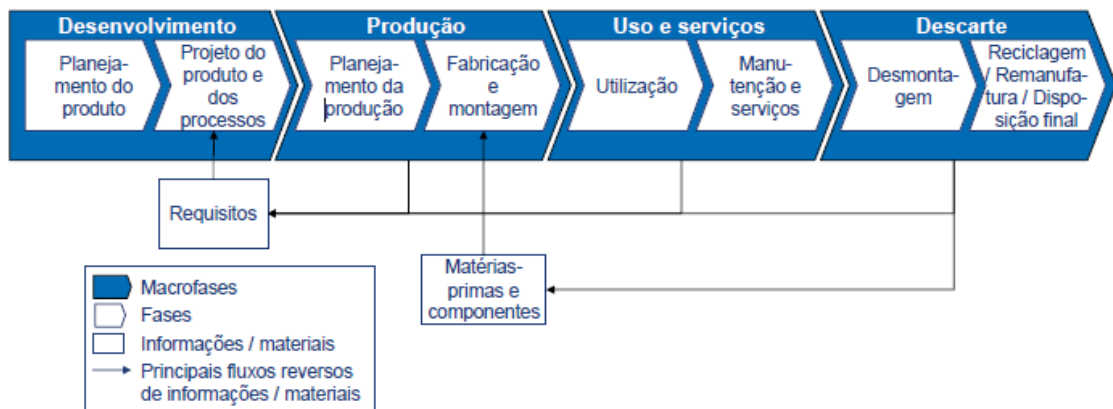 Desenvolvimento
Produção
Uso e serviços
Descarte
Planeja-
mento do
produto
Projeto do
produto e
dos
processos
Planeja-
mento da
produção
Fabricação
e
montagem
Utilização
Manu-
tenção e
serviços
Desmonta-
gem
Reciclagem
/ Remanufa-
tura / Dispo-
sição final
Requisitos
Matérias-
primas e
componentes
Macrofases
Fases
Informações / materiais
Principais fluxos reversos
de informações / materiais